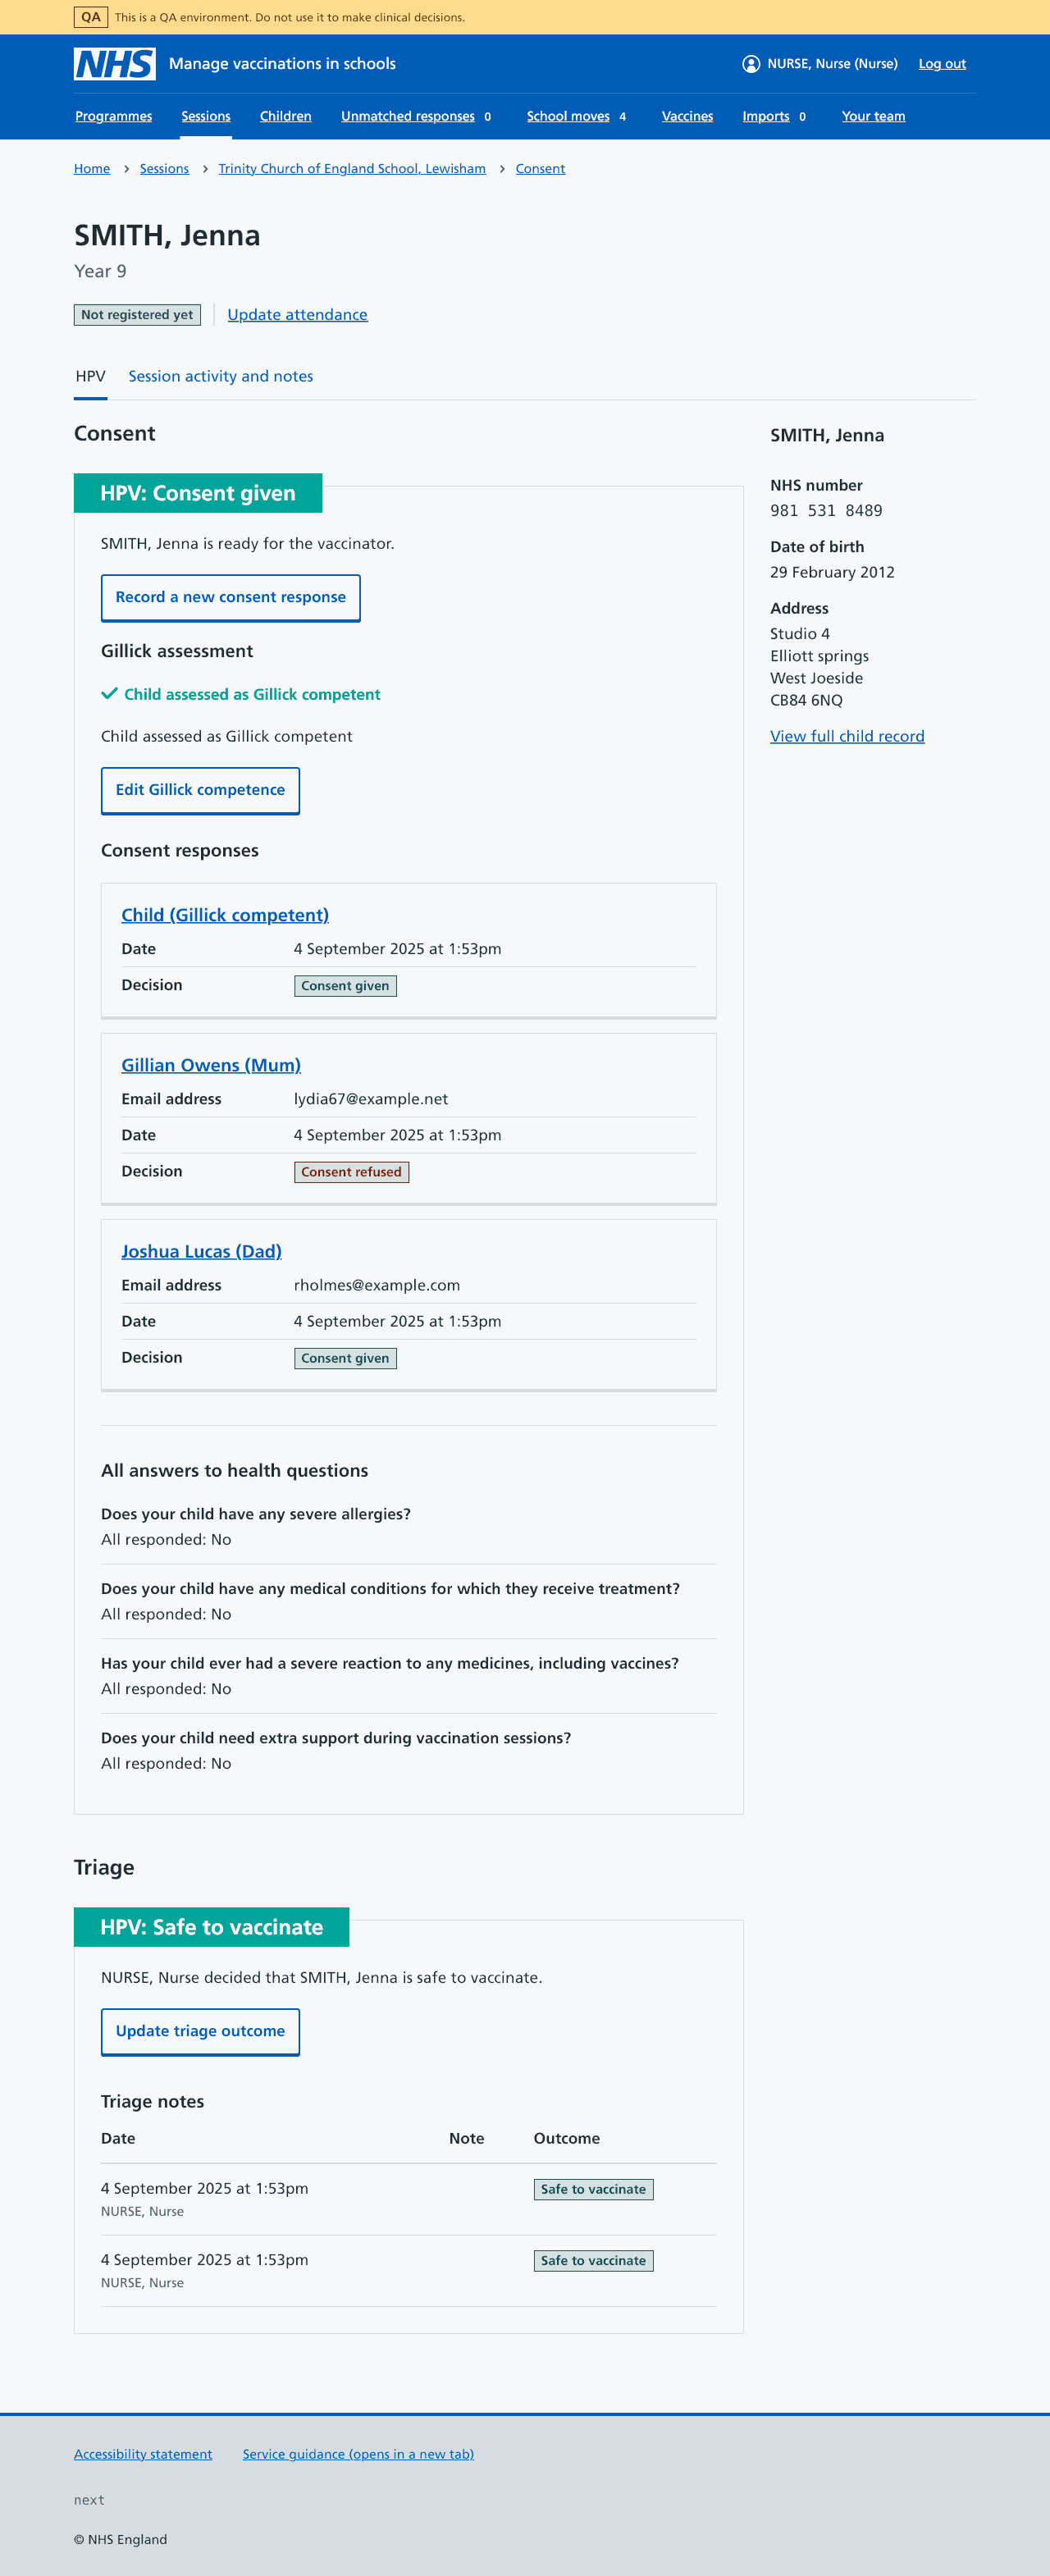 QA This is a QA environment. Do not use it to make clinical decisions.
NHS Manage vaccinations in schools NURSE, Nurse (Nurse) Log out
Programmes Sessions Children Unmatched responses 0 School moves 4 Vaccines Imports 0 Your team
Home Sessions Trinity Church of England School, Lewisham Consent
SMITH, Jenna
Year 9
Not registered yet Update attendance
HPV Session activity and notes
Consent
HPV: Consent given
SMITH, Jenna is ready for the vaccinator.
Record a new consent response
Gillick assessment
Child assessed as Gillick competent
Child assessed as Gillick competent
Edit Gillick competence
Consent responses
Child (Gillick competent)
Date 4 September 2025 at 1:53pm
Decision Consent given
Gillian Owens (Mum)
Email address lydia67@example.net
Date 4 September 2025 at 1:53pm
Decision Consent refused
Joshua Lucas (Dad)
Email address rholmes@example.com
Date 4 September 2025 at 1:53pm
Decision Consent given
All answers to health questions
Does your child have any severe allergies?
All responded: No
Does your child have any medical conditions for which they receive treatment?
All responded: No
Has your child ever had a severe reaction to any medicines, including vaccines?
All responded: No
Does your child need extra support during vaccination sessions?
All responded: No
SMITH, Jenna
NHS number
981 531 8489
Date of birth
29 February 2012
Address
Studio 4
Elliott springs
West Joeside
CB84 6NQ
View full child record
Triage
HPV: Safe to vaccinate
NURSE, Nurse decided that SMITH, Jenna is safe to vaccinate.
Update triage outcome
Triage notes
Date Note Outcome
4 September 2025 at 1:53pm Safe to vaccinate
NURSE, Nurse
4 September 2025 at 1:53pm Safe to vaccinate
NURSE, Nurse
Accessibility statement Service guidance (opens in a new tab)
next
© NHS England